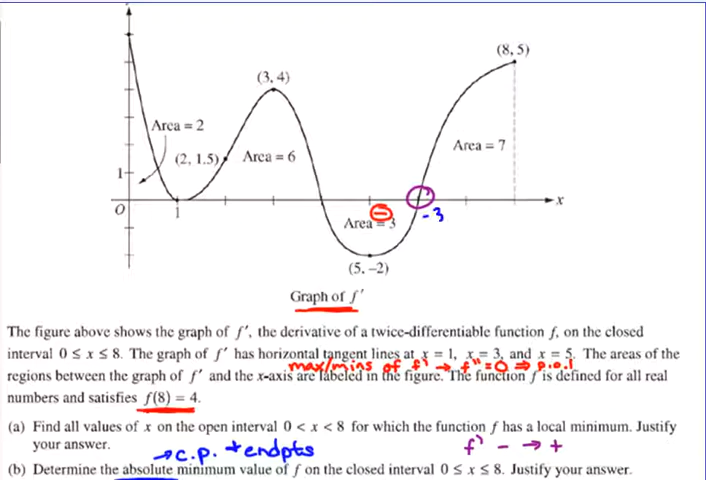 (8, 5)
(3, 4)
Area = 2
(2, 1.5)
Area = 6
Area = 7
1
O
1
x
- 3
Area = 3
(5, -2)
Graph of f′
The figure above shows the graph of f′, the derivative of a twice-differentiable function f, on the closed
interval 0 ≤ x ≤ 8. The graph of f′ has horizontal tangent lines at x = 1, x = 3, and x = 5. The areas of the
max/mins of f' → f" = 0 ⇒ p.o.i
regions between the graph of f′ and the x-axis are labeled in the figure. The function f is defined for all real
numbers and satisfies f(8) = 4.
(a) Find all values of x on the open interval 0 < x < 8 for which the function f has a local minimum. Justify
your answer.
→ c.p. + endpts
f' - → +
(b) Determine the absolute minimum value of f on the closed interval 0 ≤ x ≤ 8. Justify your answer.